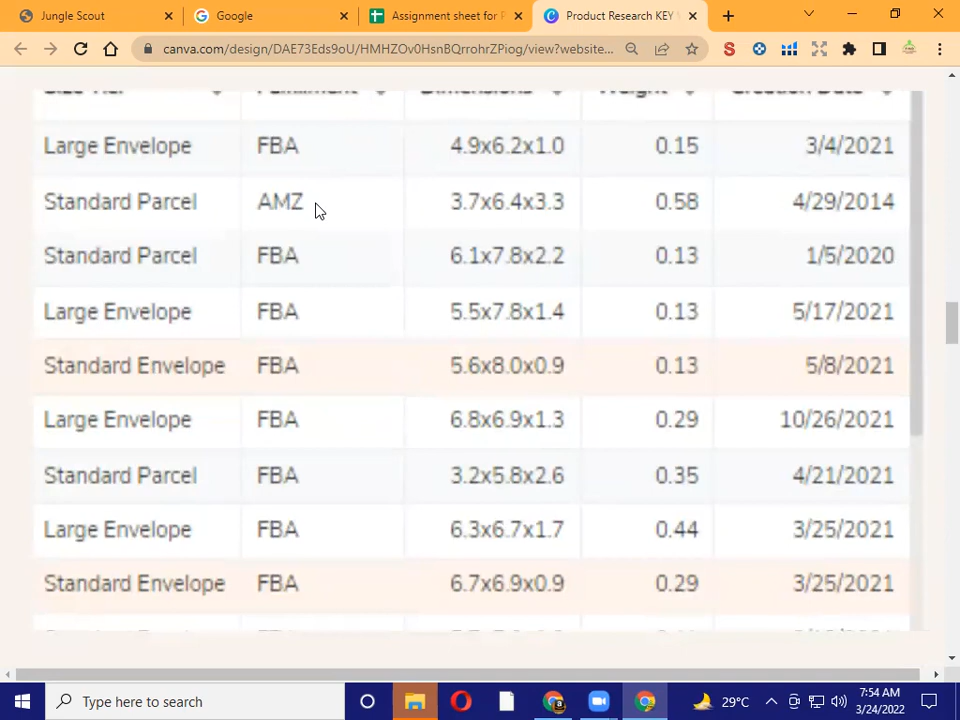 Jungle Scout
Google
Assignment sheet for P
Product Research KEY
canva.com/design/DAE73Eds9oU/HMHZOv0HsnBQrrohrZPiog/view?website...
Size Tier Fulfillment Dimensions Weight Creation Date
Large Envelope FBA 4.9x6.2x1.0 0.15 3/4/2021
Standard Parcel AMZ 3.7x6.4x3.3 0.58 4/29/2014
Standard Parcel FBA 6.1x7.8x2.2 0.13 1/5/2020
Large Envelope FBA 5.5x7.8x1.4 0.13 5/17/2021
Standard Envelope FBA 5.6x8.0x0.9 0.13 5/8/2021
Large Envelope FBA 6.8x6.9x1.3 0.29 10/26/2021
Standard Parcel FBA 3.2x5.8x2.6 0.35 4/21/2021
Large Envelope FBA 6.3x6.7x1.7 0.44 3/25/2021
Standard Envelope FBA 6.7x6.9x0.9 0.29 3/25/2021
Type here to search
29°C
7:54 AM
3/24/2022